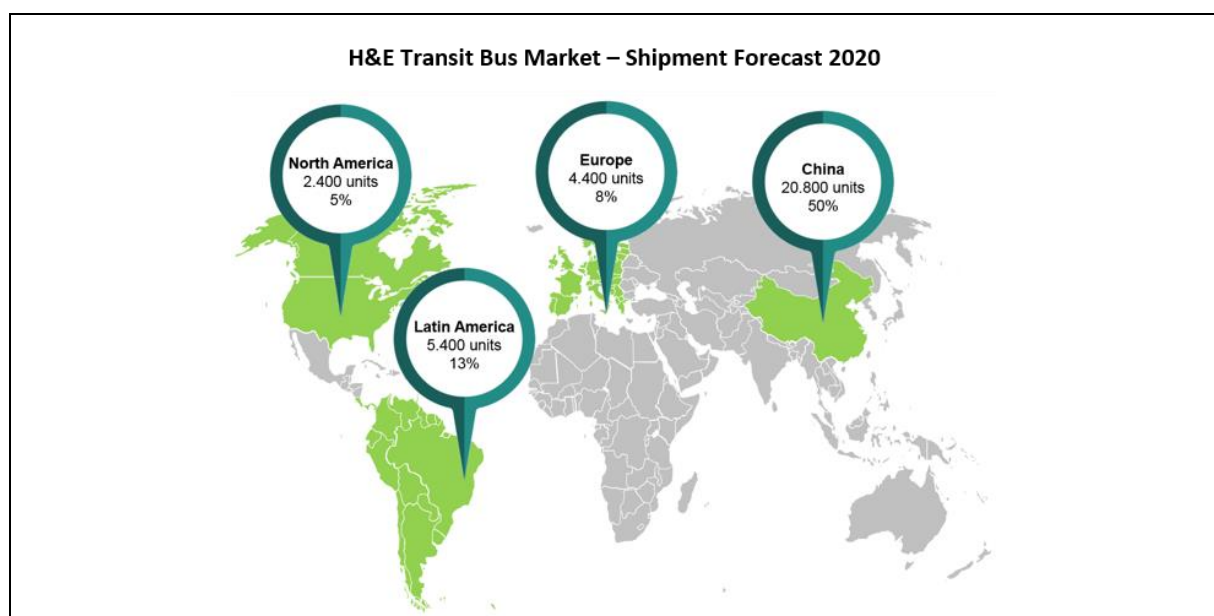 H&E Transit Bus Market – Shipment Forecast 2020
North America
2.400 units
5%
Europe
4.400 units
8%
China
20.800 units
50%
Latin America
5.400 units
13%